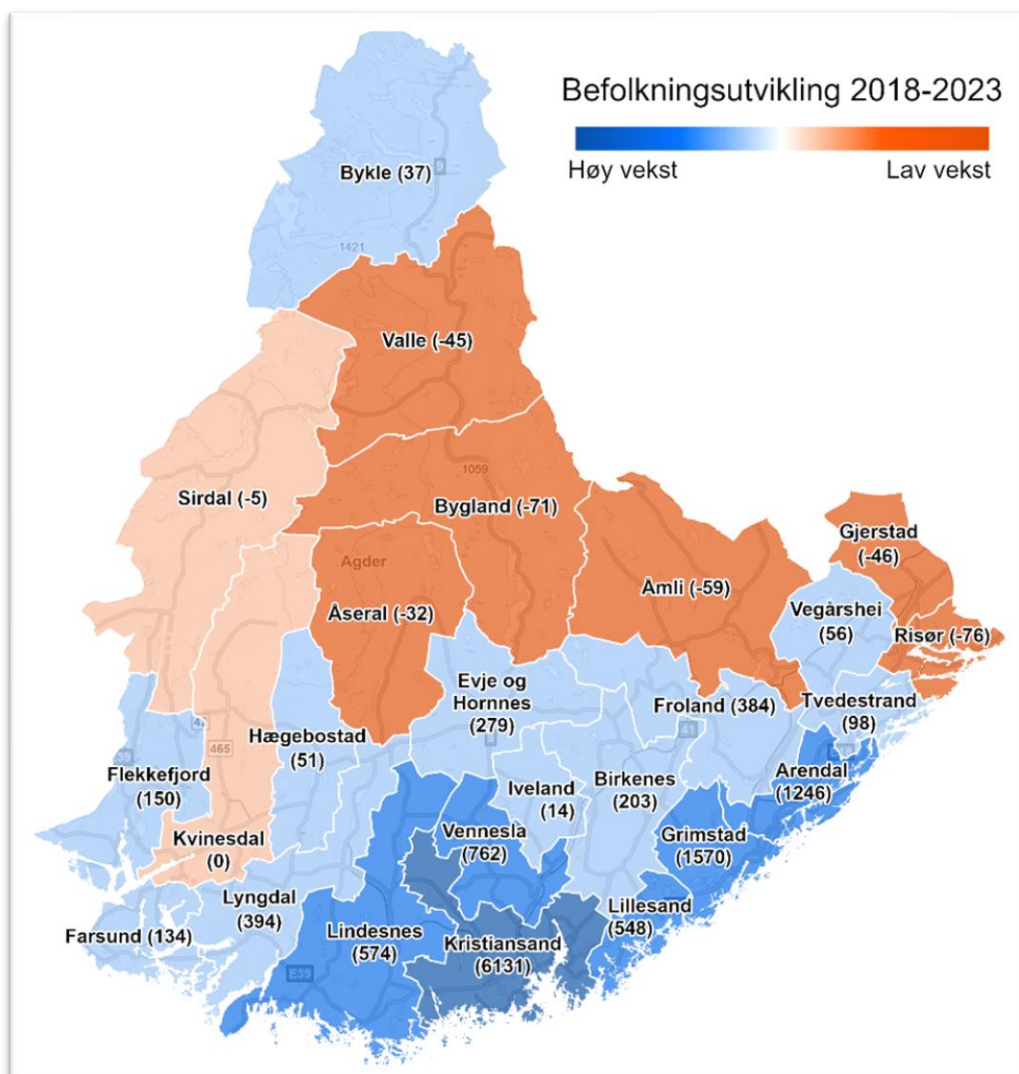 Befolkningsutvikling 2018-2023
Høy vekst
Lav vekst
Bykle (37)
9
1421
Valle (-45)
Sirdal (-5)
1059
Bygland (-71)
Gjerstad
(-46)
Agder
Åseral (-32)
Åmli (-59)
Vegårshei
(56)
Risør (-76)
Evje og
Hornnes
(279)
Froland (384)
Tvedestrand
(98)
Hægebostad
(51)
465
Flekkefjord
(150)
Iveland
(14)
Birkenes
(203)
Arendal
(1246)
Kvinesdal
(0)
Vennesla
(762)
Grimstad
(1570)
Lyngdal
(394)
Lillesand
(548)
Farsund (134)
Lindesnes
(574)
Kristiansand
(6131)
E39